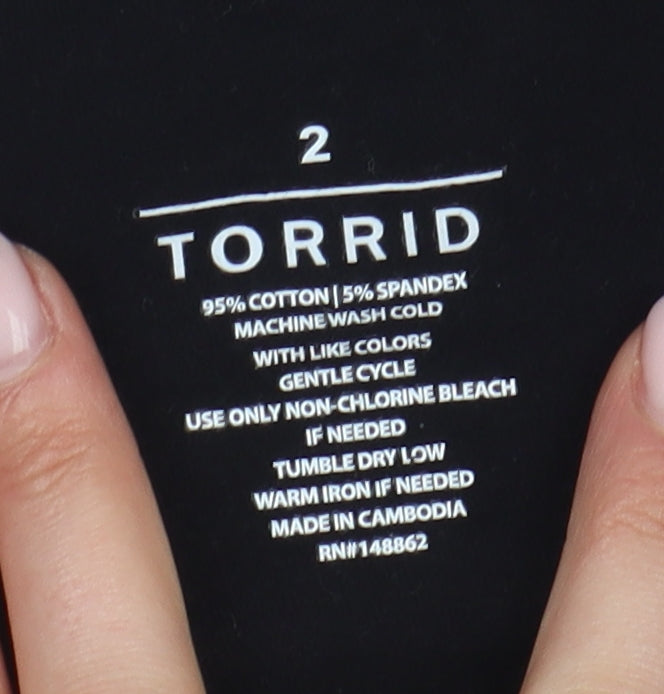 2
TORRID
95% COTTON | 5% SPANDEX
MACHINE WASH COLD
WITH LIKE COLORS
GENTLE CYCLE
USE ONLY NON-CHLORINE BLEACH
IF NEEDED
TUMBLE DRY LOW
WARM IRON IF NEEDED
MADE IN CAMBODIA
RN#148862